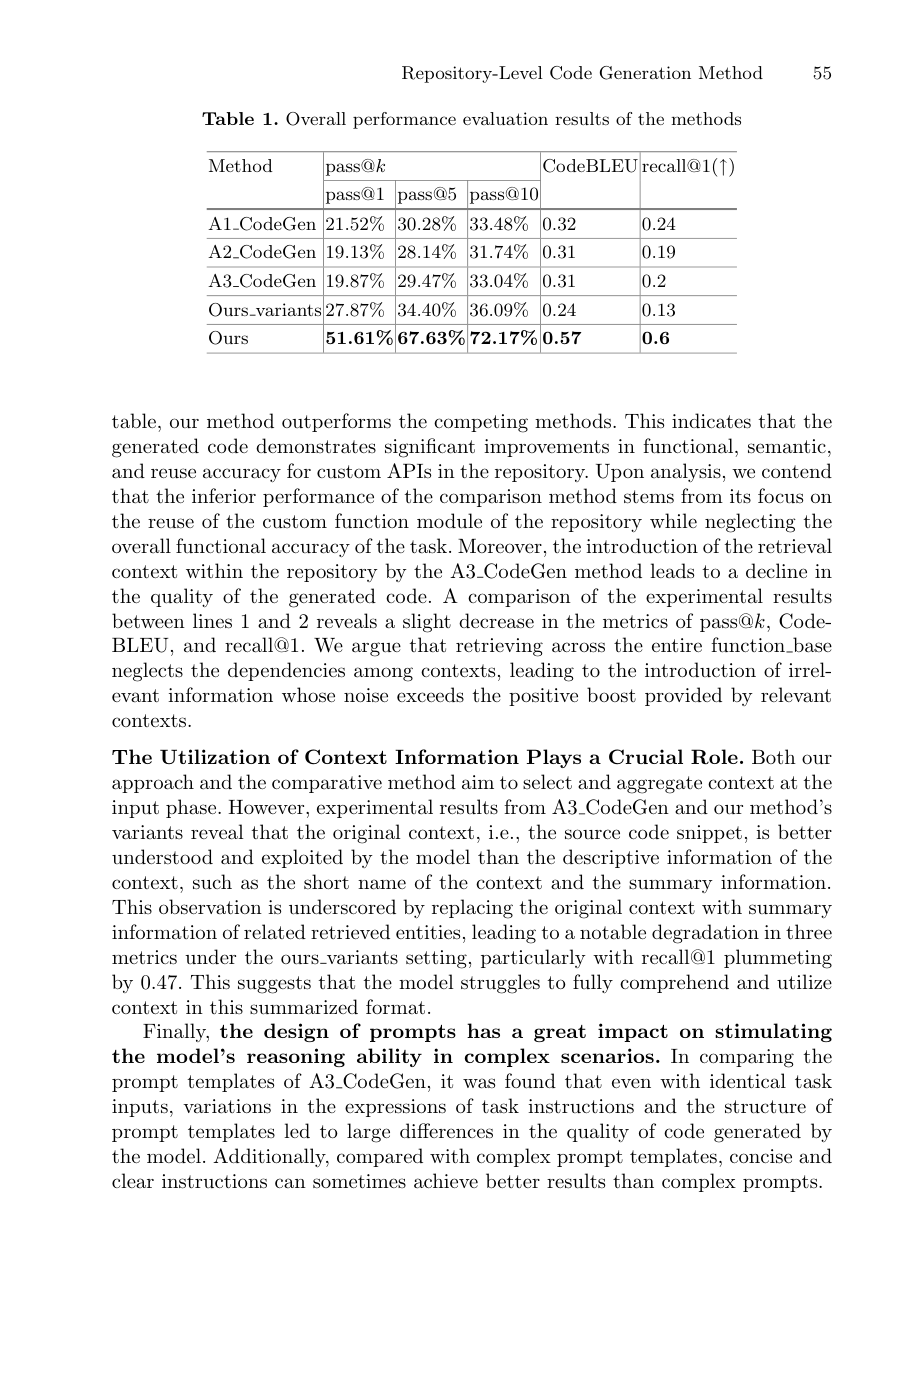 Repository-Level Code Generation Method 55
Table 1. Overall performance evaluation results of the methods
Method pass@k CodeBLEU recall@1(↑)
pass@1 pass@5 pass@10
A1_CodeGen 21.52% 30.28% 33.48% 0.32 0.24
A2_CodeGen 19.13% 28.14% 31.74% 0.31 0.19
A3_CodeGen 19.87% 29.47% 33.04% 0.31 0.2
Ours_variants 27.87% 34.40% 36.09% 0.24 0.13
Ours 51.61% 67.63% 72.17% 0.57 0.6
table, our method outperforms the competing methods. This indicates that the
generated code demonstrates significant improvements in functional, semantic,
and reuse accuracy for custom APIs in the repository. Upon analysis, we contend
that the inferior performance of the comparison method stems from its focus on
the reuse of the custom function module of the repository while neglecting the
overall functional accuracy of the task. Moreover, the introduction of the retrieval
context within the repository by the A3_CodeGen method leads to a decline in
the quality of the generated code. A comparison of the experimental results
between lines 1 and 2 reveals a slight decrease in the metrics of pass@k, Code-
BLEU, and recall@1. We argue that retrieving across the entire function_base
neglects the dependencies among contexts, leading to the introduction of irrel-
evant information whose noise exceeds the positive boost provided by relevant
contexts.
The Utilization of Context Information Plays a Crucial Role. Both our
approach and the comparative method aim to select and aggregate context at the
input phase. However, experimental results from A3_CodeGen and our method's
variants reveal that the original context, i.e., the source code snippet, is better
understood and exploited by the model than the descriptive information of the
context, such as the short name of the context and the summary information.
This observation is underscored by replacing the original context with summary
information of related retrieved entities, leading to a notable degradation in three
metrics under the ours_variants setting, particularly with recall@1 plummeting
by 0.47. This suggests that the model struggles to fully comprehend and utilize
context in this summarized format.
Finally, the design of prompts has a great impact on stimulating
the model's reasoning ability in complex scenarios. In comparing the
prompt templates of A3_CodeGen, it was found that even with identical task
inputs, variations in the expressions of task instructions and the structure of
prompt templates led to large differences in the quality of code generated by
the model. Additionally, compared with complex prompt templates, concise and
clear instructions can sometimes achieve better results than complex prompts.